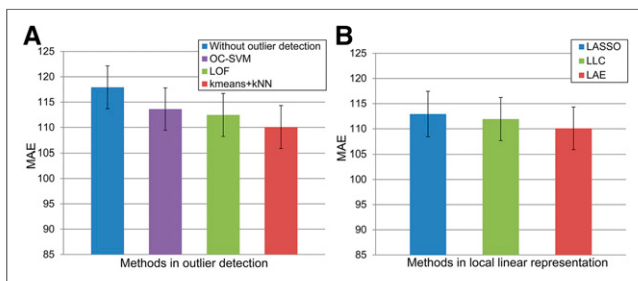 A
Without outlier detection
OC-SVM
LOF
kmeans+kNN
125
120
115
110
105
100
95
90
85
MAE
Methods in outlier detection
B
LASSO
LLC
LAE
125
120
115
110
105
100
95
90
85
MAE
Methods in local linear representation